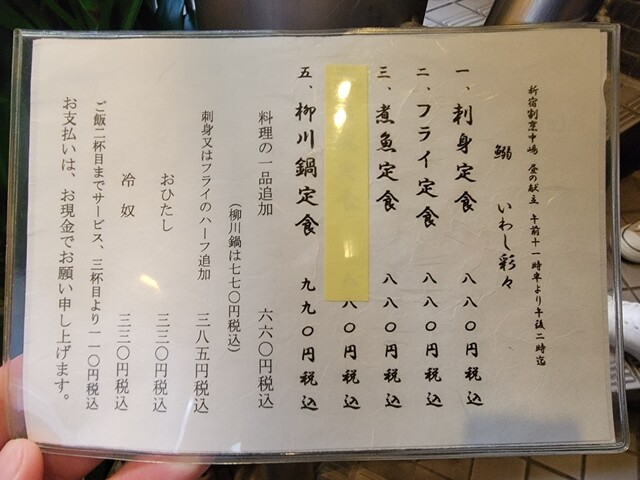 新宿割烹中嶋 昼の献立 午前十一時半より午後二時迄
鰯 いわし彩々
一、刺身定食 八八〇円税込
二、フライ定食 八八〇円税込
三、煮魚定食 八八〇円税込
八〇円税込
五、柳川鍋定食 九九〇円税込
料理の一品追加 六六〇円税込
(柳川鍋は七七〇円税込)
刺身又はフライのハーフ追加 三八五円税込
おひたし 三三〇円税込
冷奴 三三〇円税込
ご飯二杯目までサービス、三杯目より一一〇円税込
お支払いは、お現金でお願い申し上げます。